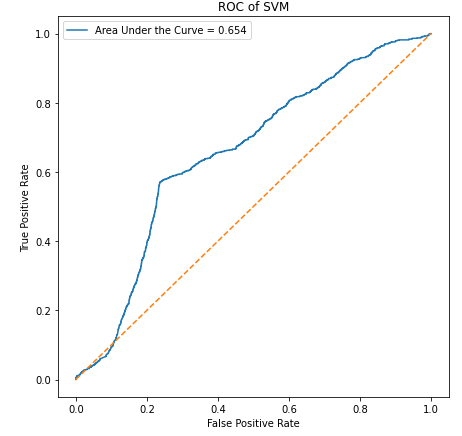 ROC of SVM
Area Under the Curve = 0.654
True Positive Rate
1.0
0.8
0.6
0.4
0.2
0.0
0.0 0.2 0.4 0.6 0.8 1.0
False Positive Rate